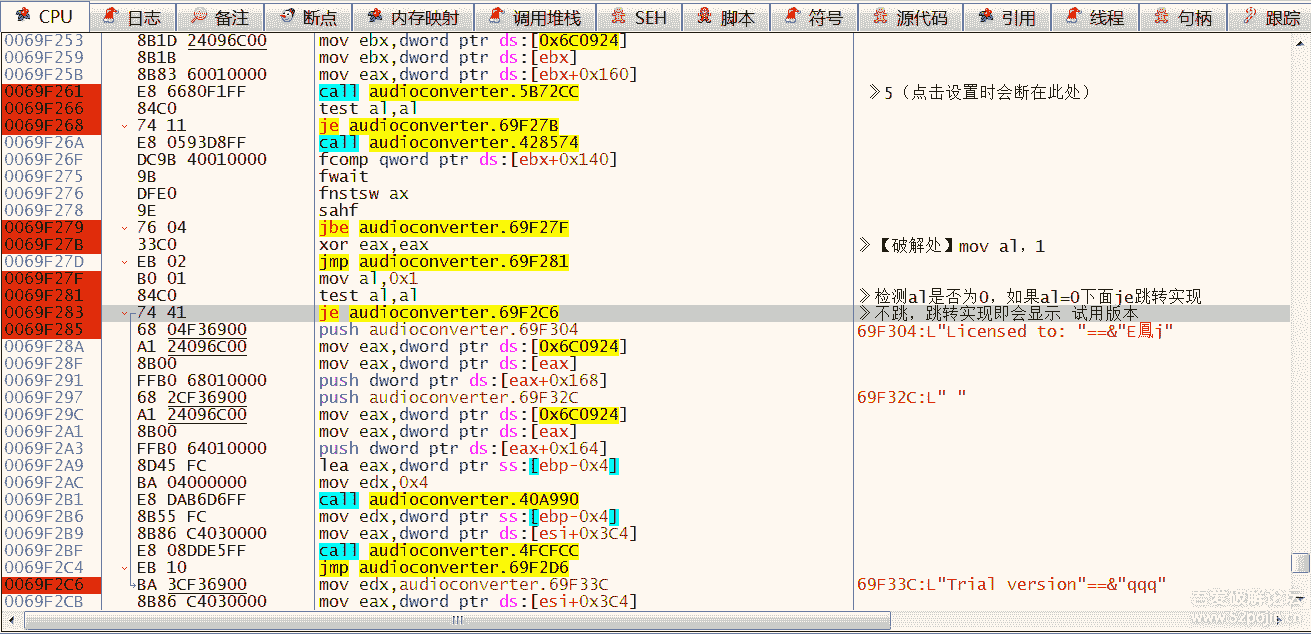 CPU 日志 备注 断点 内存映射 调用堆栈 SEH 脚本 符号 源代码 引用 线程 句柄 跟踪
0069F253 8B1D 24096C00 mov ebx,dword ptr ds:[0x6C0924]
0069F259 8B1B mov ebx,dword ptr ds:[ebx]
0069F25B 8B83 60010000 mov eax,dword ptr ds:[ebx+0x160]
0069F261 E8 6680F1FF call audioconverter.5B72CC 》5（点击设置时会断在此处）
0069F266 84C0 test al,al
0069F268 74 11 je audioconverter.69F27B
0069F26A E8 0593D8FF call audioconverter.428574
0069F26F DC9B 40010000 fcomp qword ptr ds:[ebx+0x140]
0069F275 9B fwait
0069F276 DFE0 fnstsw ax
0069F278 9E sahf
0069F279 76 04 jbe audioconverter.69F27F
0069F27B 33C0 xor eax,eax 》【破解处】mov al，1
0069F27D EB 02 jmp audioconverter.69F281
0069F27F B0 01 mov al,0x1
0069F281 84C0 test al,al 》检测al是否为0，如果al=0下面je跳转实现
0069F283 74 41 je audioconverter.69F2C6 》不跳，跳转实现即会显示 试用版本
0069F285 68 04F36900 push audioconverter.69F304 69F304:L"Licensed to: "==&"E鳳j"
0069F28A A1 24096C00 mov eax,dword ptr ds:[0x6C0924]
0069F28F 8B00 mov eax,dword ptr ds:[eax]
0069F291 FFB0 68010000 push dword ptr ds:[eax+0x168]
0069F297 68 2CF36900 push audioconverter.69F32C 69F32C:L" "
0069F29C A1 24096C00 mov eax,dword ptr ds:[0x6C0924]
0069F2A1 8B00 mov eax,dword ptr ds:[eax]
0069F2A3 FFB0 64010000 push dword ptr ds:[eax+0x164]
0069F2A9 8D45 FC lea eax,dword ptr ss:[ebp-0x4]
0069F2AC BA 04000000 mov edx,0x4
0069F2B1 E8 DAB6D6FF call audioconverter.40A990
0069F2B6 8B55 FC mov edx,dword ptr ss:[ebp-0x4]
0069F2B9 8B86 C4030000 mov eax,dword ptr ds:[esi+0x3C4]
0069F2BF E8 08DDE5FF call audioconverter.4FCFCC
0069F2C4 EB 10 jmp audioconverter.69F2D6
0069F2C6 BA 3CF36900 mov edx,audioconverter.69F33C 69F33C:L"Trial version"==&"qqq"
0069F2CB 8B86 C4030000 mov eax,dword ptr ds:[esi+0x3C4]
吾爱破解论坛
www.52pojie.cn